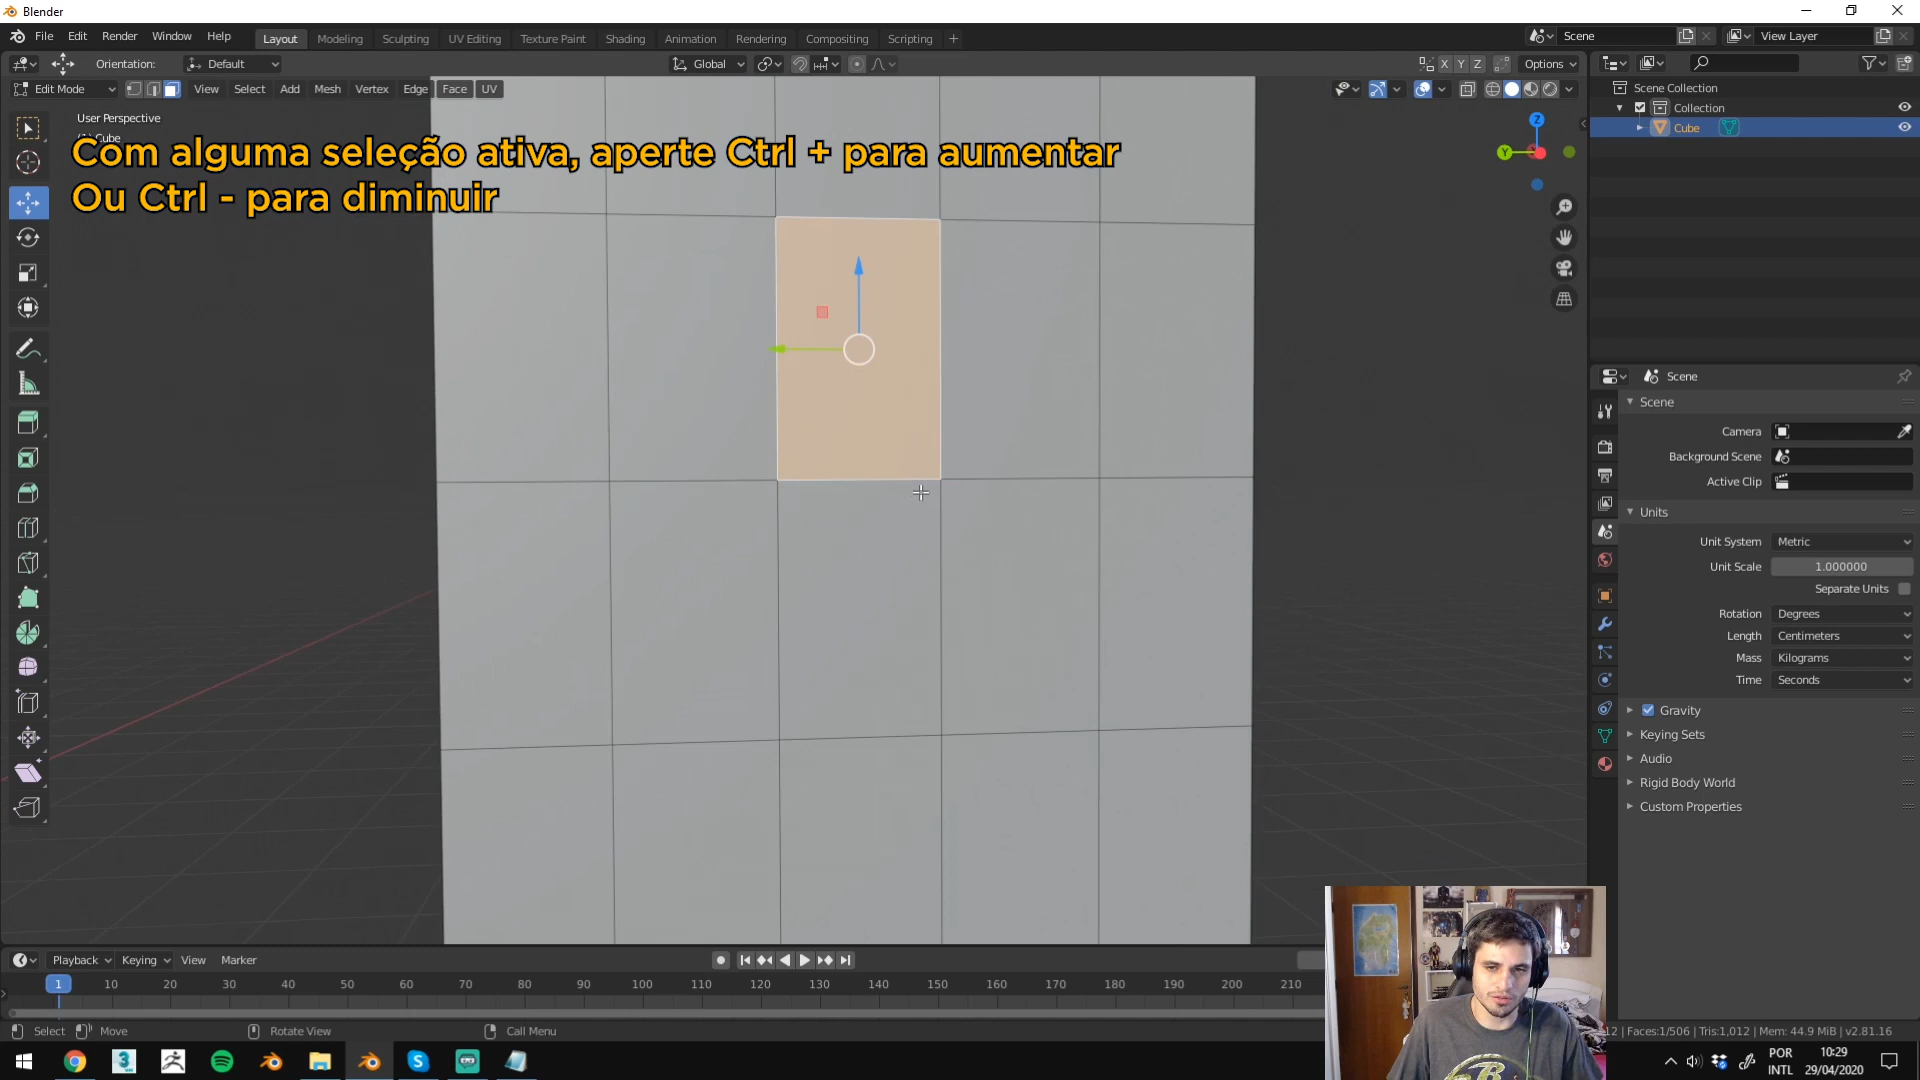 Blender
File Edit Render Window Help
Layout Modeling Sculpting UV Editing Texture Paint Shading Animation Rendering Compositing Scripting +
Scene
View Layer
Orientation: Default
Global
X Y Z
Options
Edit Mode View Select Add Mesh Vertex Edge Face UV
User Perspective
Cube
Com alguma seleção ativa, aperte Ctrl + para aumentar
Ou Ctrl - para diminuir
Z
Y
Scene Collection
Collection
Cube
Scene
Scene
Camera
Background Scene
Active Clip
Units
Unit System Metric
Unit Scale 1.000000
Separate Units
Rotation Degrees
Length Centimeters
Mass Kilograms
Time Seconds
Gravity
Keying Sets
Audio
Rigid Body World
Custom Properties
Playback Keying View Marker
1 10 20 30 40 50 60 70 80 90 100 110 120 130 140 150 160 170 180 190 200 210
Select Move Rotate View Call Menu
12 | Faces:1/506 | Tris:1,012 | Mem: 44.9 MiB | v2.81.16
POR
INTL
10:29
29/04/2020